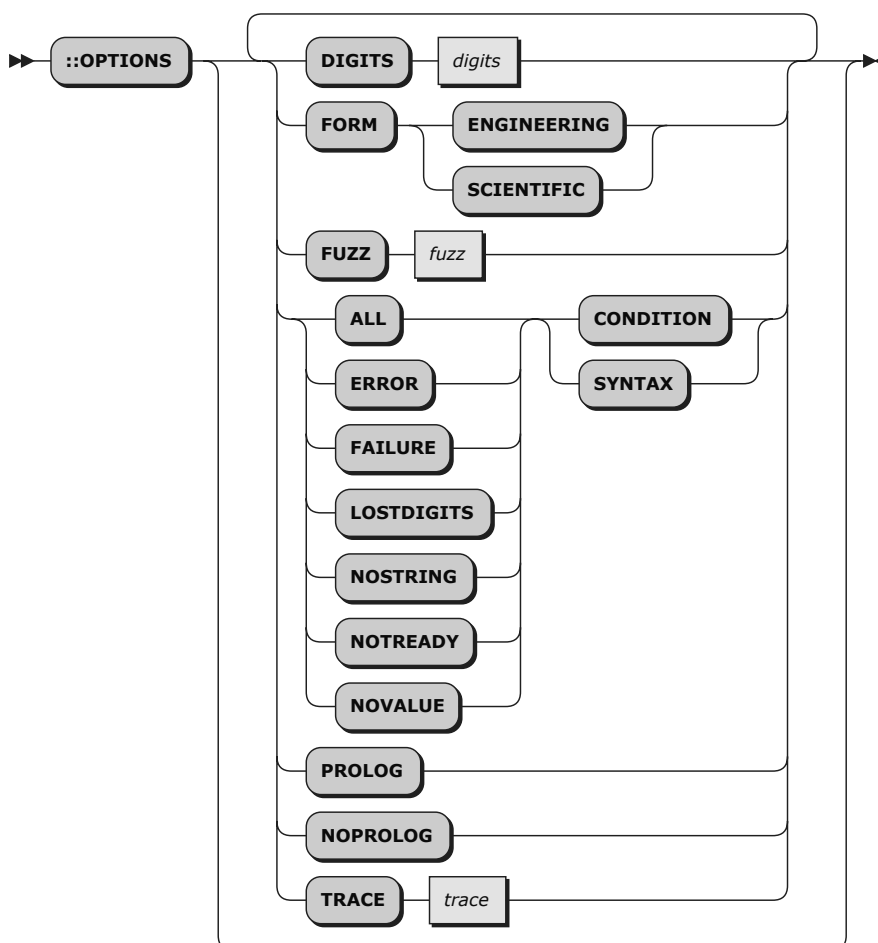 ::OPTIONS DIGITS digits
FORM ENGINEERING
SCIENTIFIC
FUZZ fuzz
ALL CONDITION
ERROR SYNTAX
FAILURE
LOSTDIGITS
NOSTRING
NOTREADY
NOVALUE
PROLOG
NOPROLOG
TRACE trace